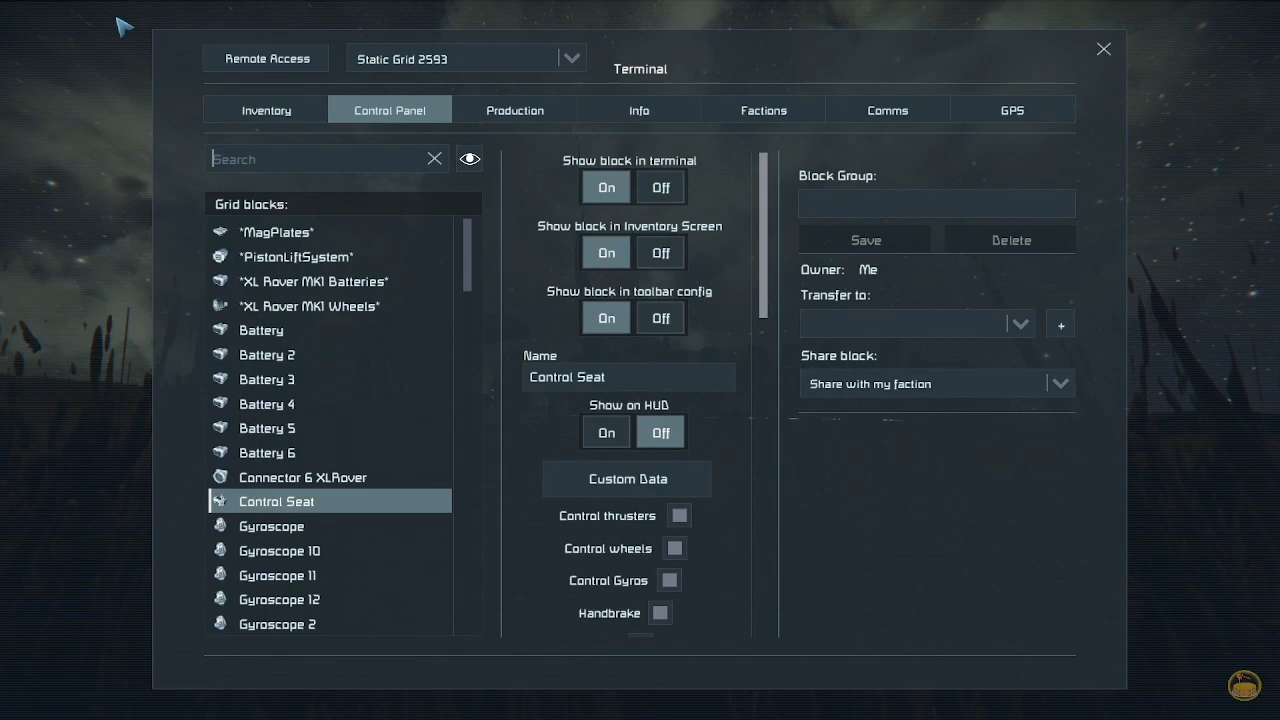 Remote Access
Static Grid 2593
Terminal
Inventory
Control Panel
Production
Info
Factions
Comms
GPS
Search
Grid blocks:
*MagPlates*
*PistonLiftSystem*
*XL Rover MK1 Batteries*
*XL Rover MK1 Wheels*
Battery
Battery 2
Battery 3
Battery 4
Battery 5
Battery 6
Connector 6 XLRover
Control Seat
Gyroscope
Gyroscope 10
Gyroscope 11
Gyroscope 12
Gyroscope 2
Show block in terminal
On Off
Show block in Inventory Screen
On Off
Show block in toolbar config
On Off
Name
Control Seat
Show on HUD
On Off
Custom Data
Control thrusters
Control wheels
Control Gyros
Handbrake
Block Group:
Save
Delete
Owner: Me
Transfer to:
+
Share block:
Share with my faction